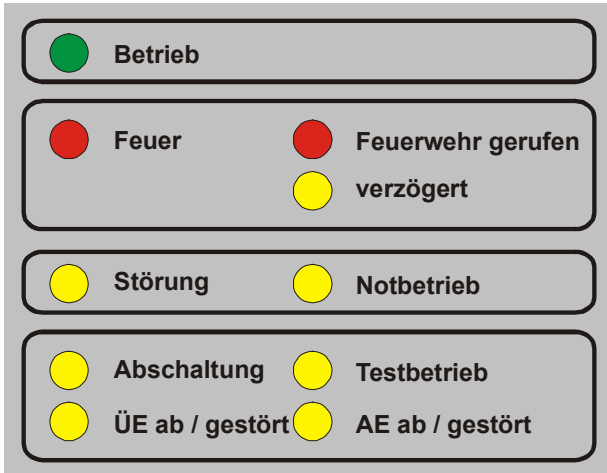 Betrieb
Feuer
Feuerwehr gerufen
verzögert
Störung
Notbetrieb
Abschaltung
Testbetrieb
ÜE ab / gestört
AE ab / gestört